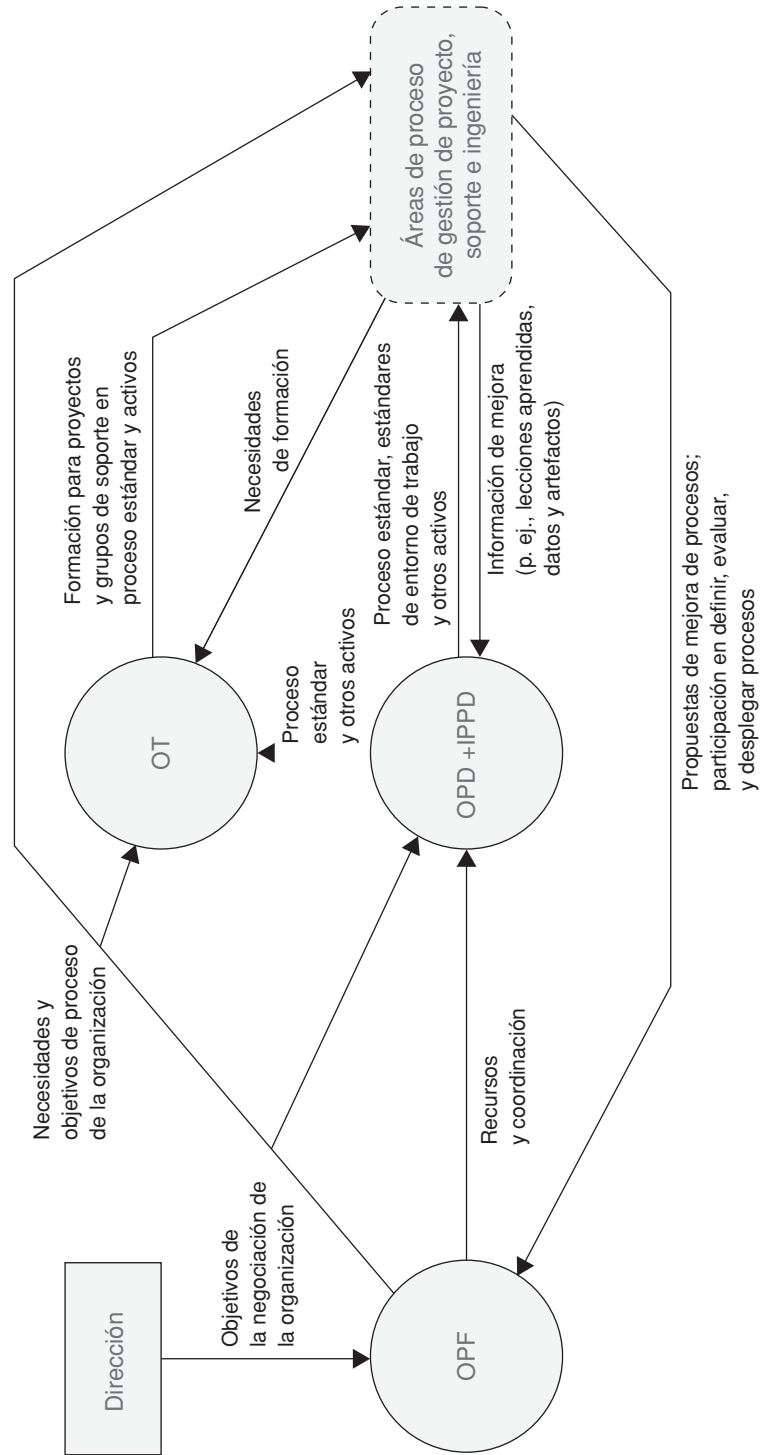 Dirección
Objetivos de
la negociación de
la organización
OPF
Necesidades y
objetivos de proceso
de la organización
Recursos
y coordinación
OT
Proceso
estándar
y otros activos
OPD +IPPD
Formación para proyectos
y grupos de soporte en
proceso estándar y activos
Necesidades
de formación
Proceso estándar, estándares
de entorno de trabajo
y otros activos
Información de mejora
(p. ej., lecciones aprendidas,
datos y artefactos)
Áreas de proceso
de gestión de proyecto,
soporte e ingeniería
Propuestas de mejora de procesos;
participación en definir, evaluar,
y desplegar procesos